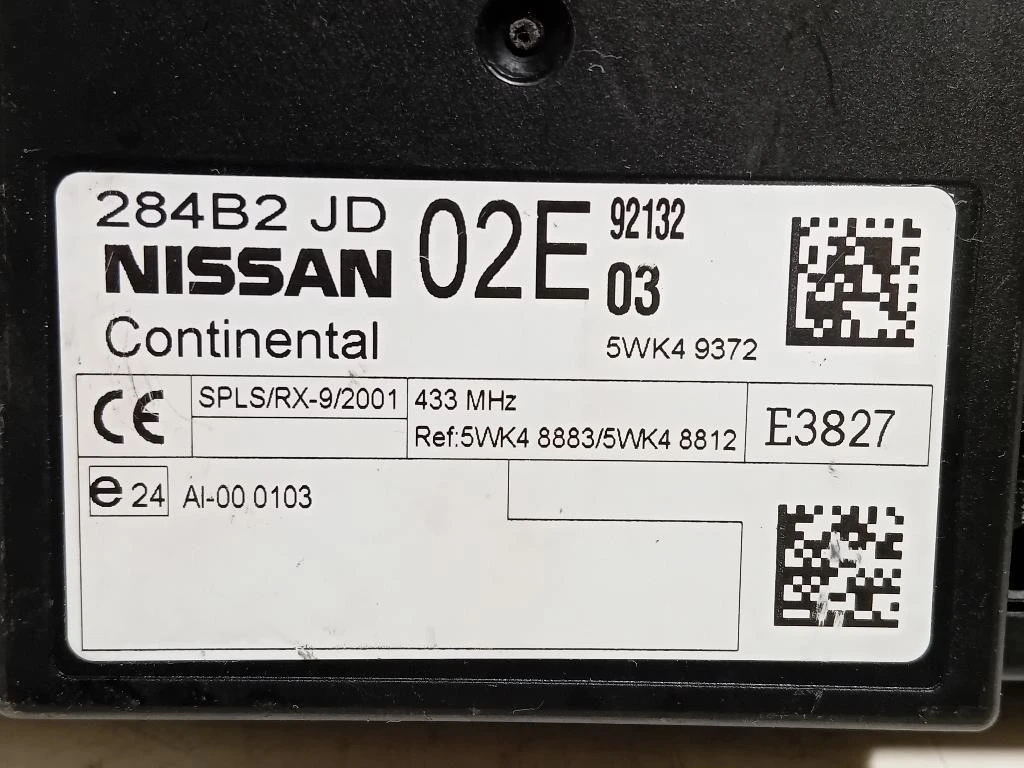 284B2 JD 02E 92132
NISSAN 03
Continental 5WK4 9372
CE SPLS/RX-9/2001 433 MHz E3827
Ref:5WK4 8883/5WK4 8812
e 24 AI-00 0103